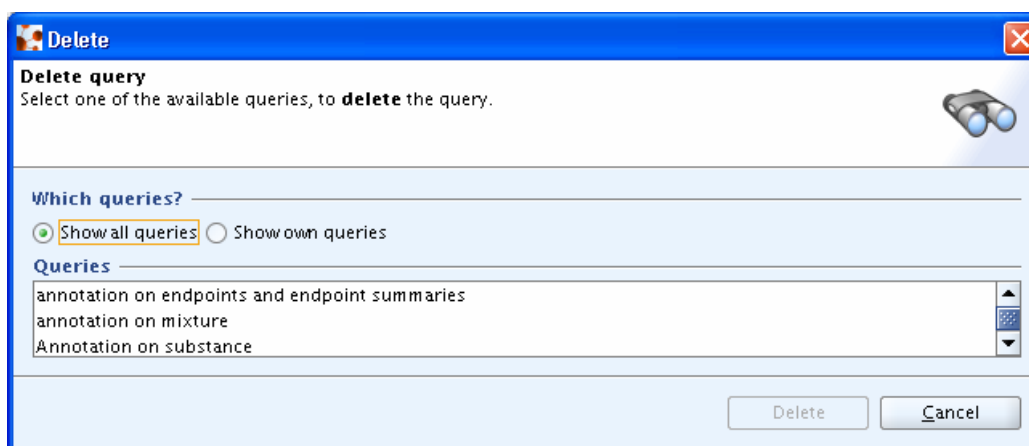 Delete
Delete query
Select one of the available queries, to delete the query.
Which queries?
Show all queries Show own queries
Queries
annotation on endpoints and endpoint summaries
annotation on mixture
Annotation on substance
Delete Cancel